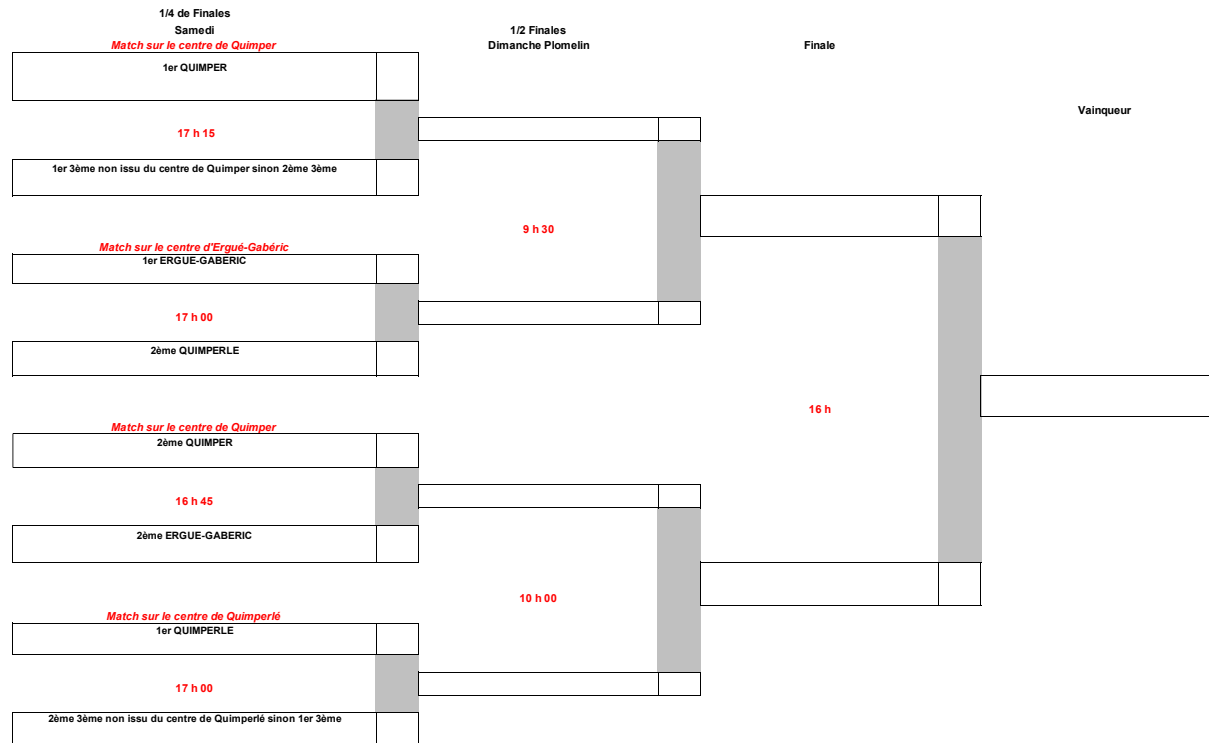 1/4 de Finales
Samedi
1/2 Finales
Match sur le centre de Quimper
Dimanche Plomelin
Finale
1er QUIMPER
Vainqueur
17 h 15
1er 3ème non issu du centre de Quimper sinon 2ème 3ème
9 h 30
Match sur le centre d'Ergué-Gabéric
1er ERGUE-GABERIC
17 h 00
2ème QUIMPERLE
16 h
Match sur le centre de Quimper
2ème QUIMPER
16 h 45
2ème ERGUE-GABERIC
10 h 00
Match sur le centre de Quimperlé
1er QUIMPERLE
17 h 00
2ème 3ème non issu du centre de Quimperlé sinon 1er 3ème